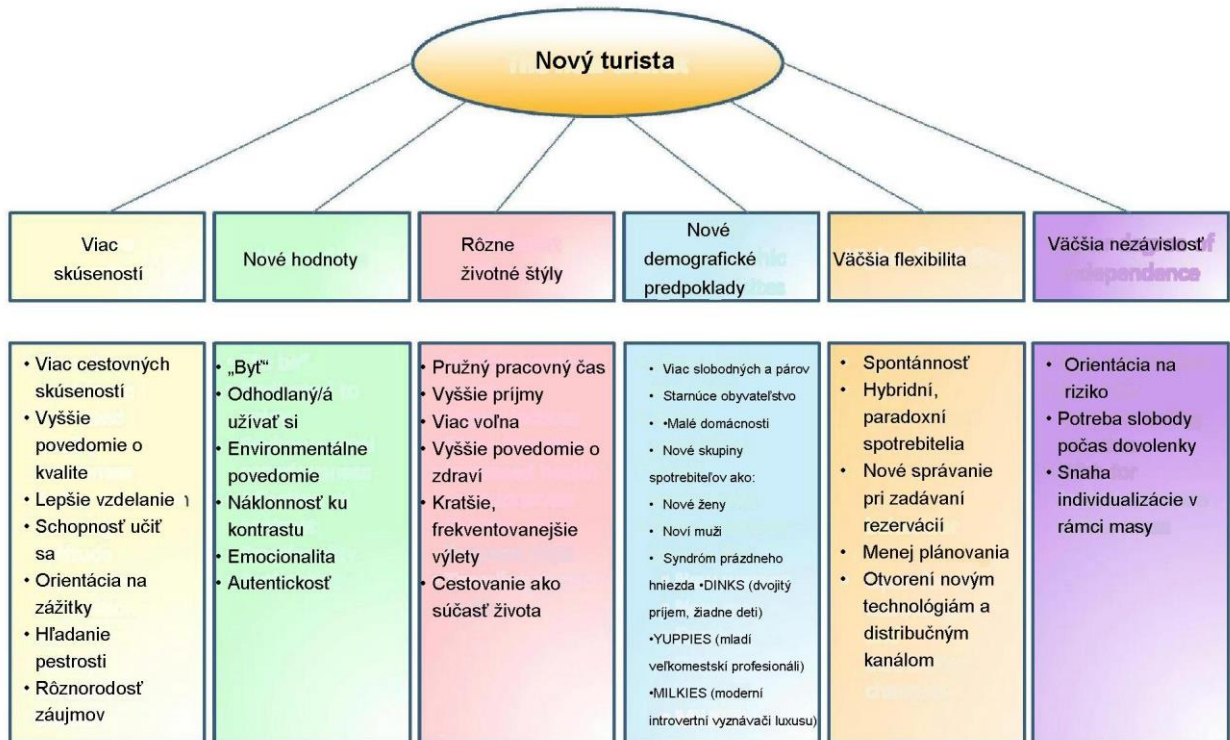 Nový turista
Viac
skúseností
Nové hodnoty
Rôzne
životné štýly
Nové
demografické
predpoklady
Väčšia flexibilita
Väčšia nezávislosť
• Viac cestovných
skúseností
• Vyššie
povedomie o
kvalite
• Lepšie vzdelanie
• Schopnosť učiť
sa
• Orientácia na
zážitky
• Hľadanie
pestrosti
• Rôznorodosť
záujmov
• „Byť“
• Odhodlaný/á
užívať si
• Environmentálne
povedomie
• Náklonnosť ku
kontrastu
• Emocionalita
• Autentickosť
• Pružný pracovný čas
• Vyššie príjmy
• Viac voľna
• Vyššie povedomie o
zdraví
• Kratšie,
frekventovanejšie
výlety
• Cestovanie ako
súčasť života
• Viac slobodných a párov
• Starnúce obyvateľstvo
• •Malé domácnosti
• Nové skupiny
spotrebiteľov ako:
• Nové ženy
• Noví muži
• Syndróm prázdneho
hniezda •DINKS (dvojitý
príjem, žiadne deti)
•YUPPIES (mladí
veľkomestskí profesionáli)
•MILKIES (moderní
introvertní vyznávači luxusu)
• Spontánnosť
• Hybridní,
paradoxní
spotrebitelia
• Nové správanie
pri zadávaní
rezervácií
• Menej plánovania
• Otvorení novým
technológiám a
distribučným
kanálom
• Orientácia na
riziko
• Potreba slobody
počas dovolenky
• Snaha
individualizácie v
rámci masy